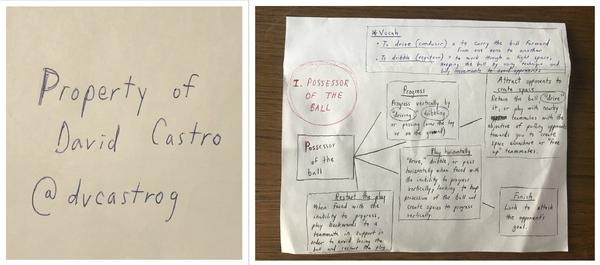 Property of
David Castro
@dvcastrog
* Vocab.
• To drive (conducir) = to carry the ball forward
from one zone to another
• To dribble (regatear) = to work through a tight space,
keeping the ball by using technique and
body movements to avoid opponents
I. POSSESSOR
OF THE
BALL
Possessor
of the
ball
Progress
Progress vertically by
"driving", dribbling,
or passing (over the top
or on the ground)
Attract opponents to
create space
Retain the ball, "drive"
it, or play with nearby
teammates with the
objective of pulling opponents
towards you to "create
space elsewhere or "free
up" teammates.
Play horizontally
"Drive," dribble, or pass
horizontally when faced with
the inability to progress
vertically, looking to keep
possession of the ball and
create spaces to progress
vertically.
Restart the play
When faced with the
inability to progress,
play backwards to a
teammate in support in
order to avoid losing the
ball and restart the play
Finish
Look to attack
the opponent's
goal.